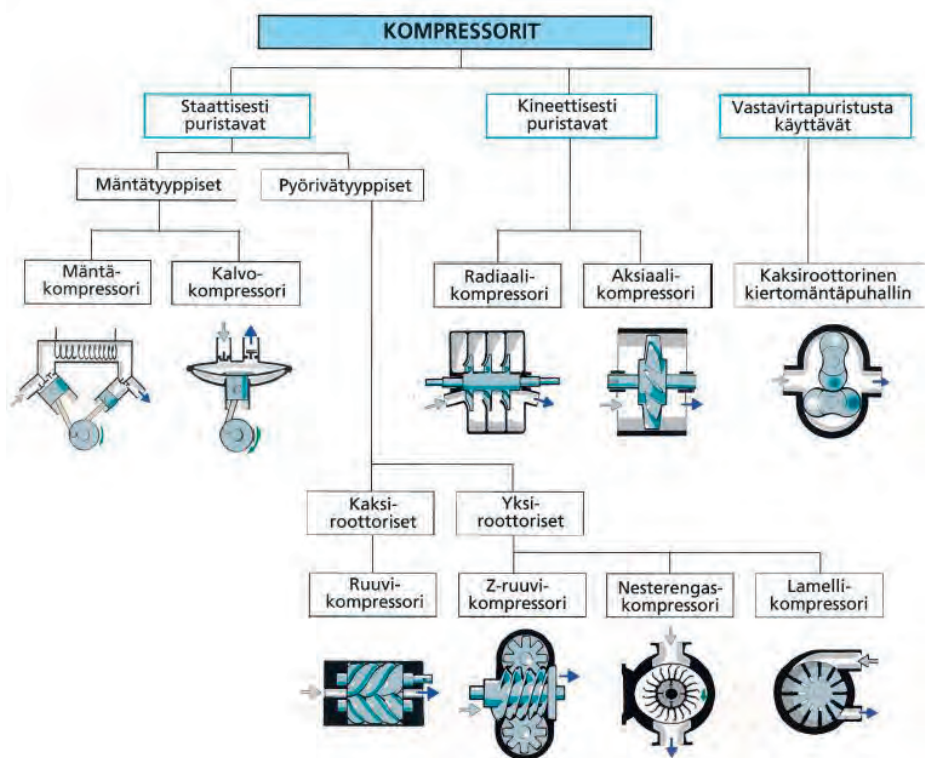 KOMPRESSORIT
Staattisesti
puristavat
Kineettisesti
puristavat
Vastavirtapuristusta
käyttävät
Mäntätyyppiset
Pyörivätyyppiset
Mäntä-
kompressori
Kalvo-
kompressori
Radiaali-
kompressori
Aksiaali-
kompressori
Kaksiroottorinen
kiertomäntäpuhallin
Kaksi-
roottoriset
Yksi-
roottoriset
Ruuvi-
kompressori
Z-ruuvi-
kompressori
Nesterengas-
kompressori
Lamelli-
kompressori